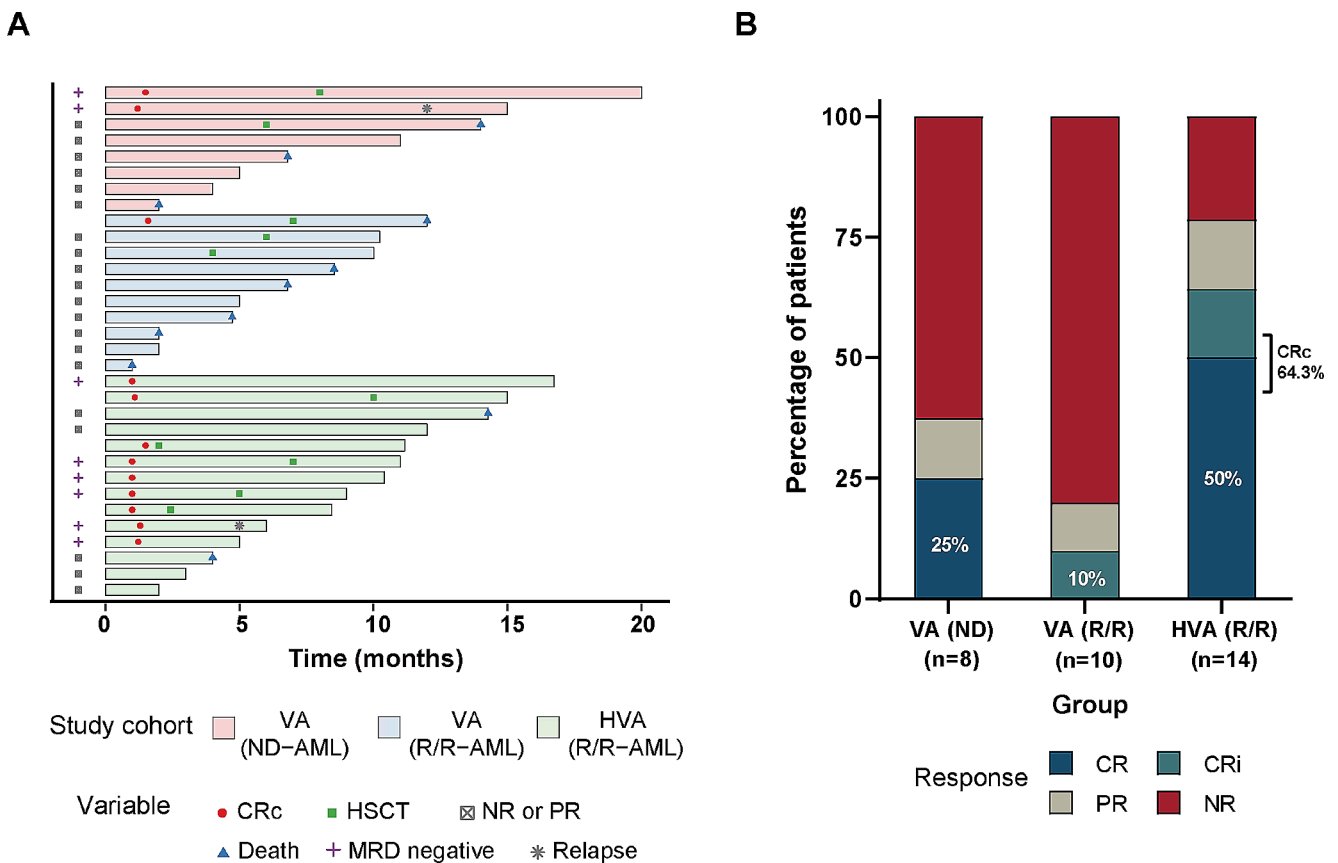 A
0
5
10
15
20
Time (months)
Study cohort
VA
(ND-AML)
VA
(R/R-AML)
HVA
(R/R-AML)
Variable
CRc
HSCT
NR or PR
Death
MRD negative
Relapse
B
Percentage of patients
100
75
50
25
0
25%
10%
50%
CRc
64.3%
VA (ND)
(n=8)
VA (R/R)
(n=10)
HVA (R/R)
(n=14)
Group
Response
CR
CRi
PR
NR